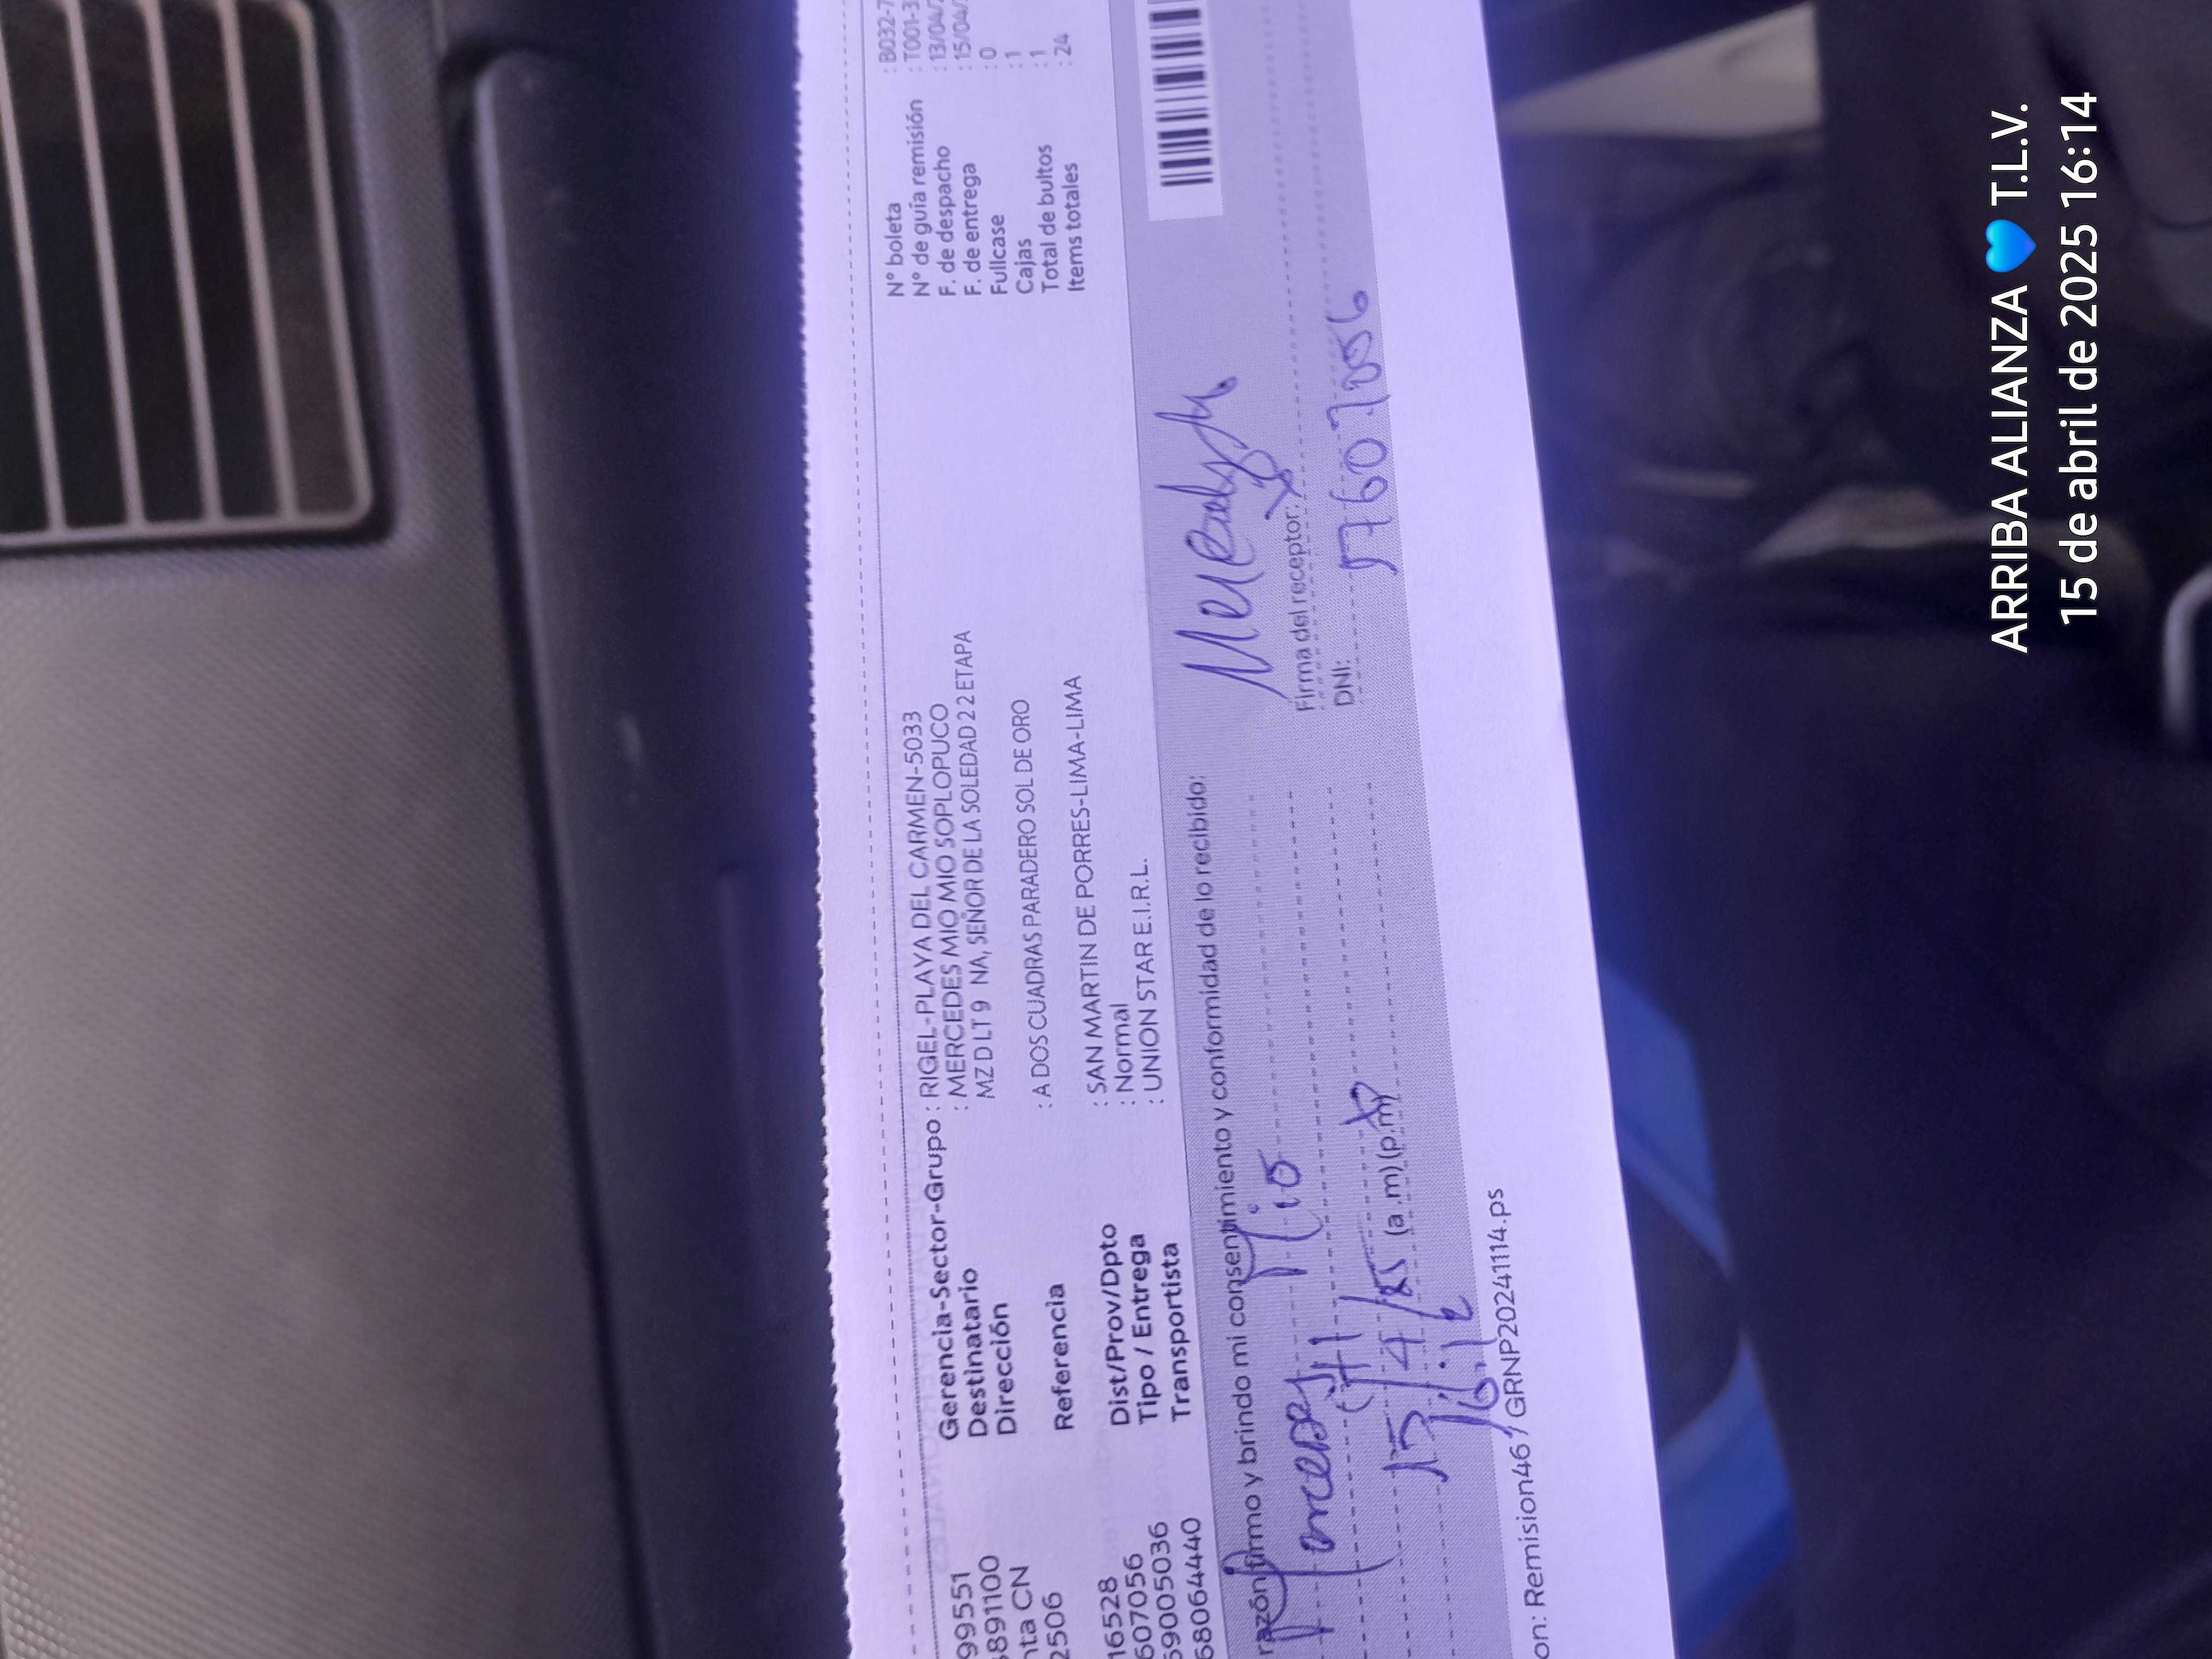 99551
8891100
nta CN
2506
16528
607056
69005036
68064440
Gerencia-Sector-Grupo : RIGEL-PLAYA DEL CARMEN-5033
Destinatario : MERCEDES MIO MIO SOPLOPUCO
Dirección MZ D LT 9 NA, SEÑOR DE LA SOLEDAD 2 2 ETAPA
Referencia : A DOS CUADRAS PARADERO SOL DE ORO
Dist/Prov/Dpto : SAN MARTIN DE PORRES-LIMA-LIMA
Tipo / Entrega : Normal
Transportista : UNION STAR E.I.R.L.
N° boleta : B032-7
N° de guía remisión : T001-3
F. de despacho : 13/04/
F. de entrega : 15/04/
Fullcase : 0
Cajas : 1
Total de bultos : 1
Items totales : 24
razón firmo y brindo mi consentimiento y conformidad de lo recibido:
Mio
15/4/25 (a.m) (p.m)
Firma del receptor:
DNI: 17607056
on: Remision46 / GRNP20241114.ps
ARRIBA ALIANZA 💙 T.L.V.
15 de abril de 2025 16:14